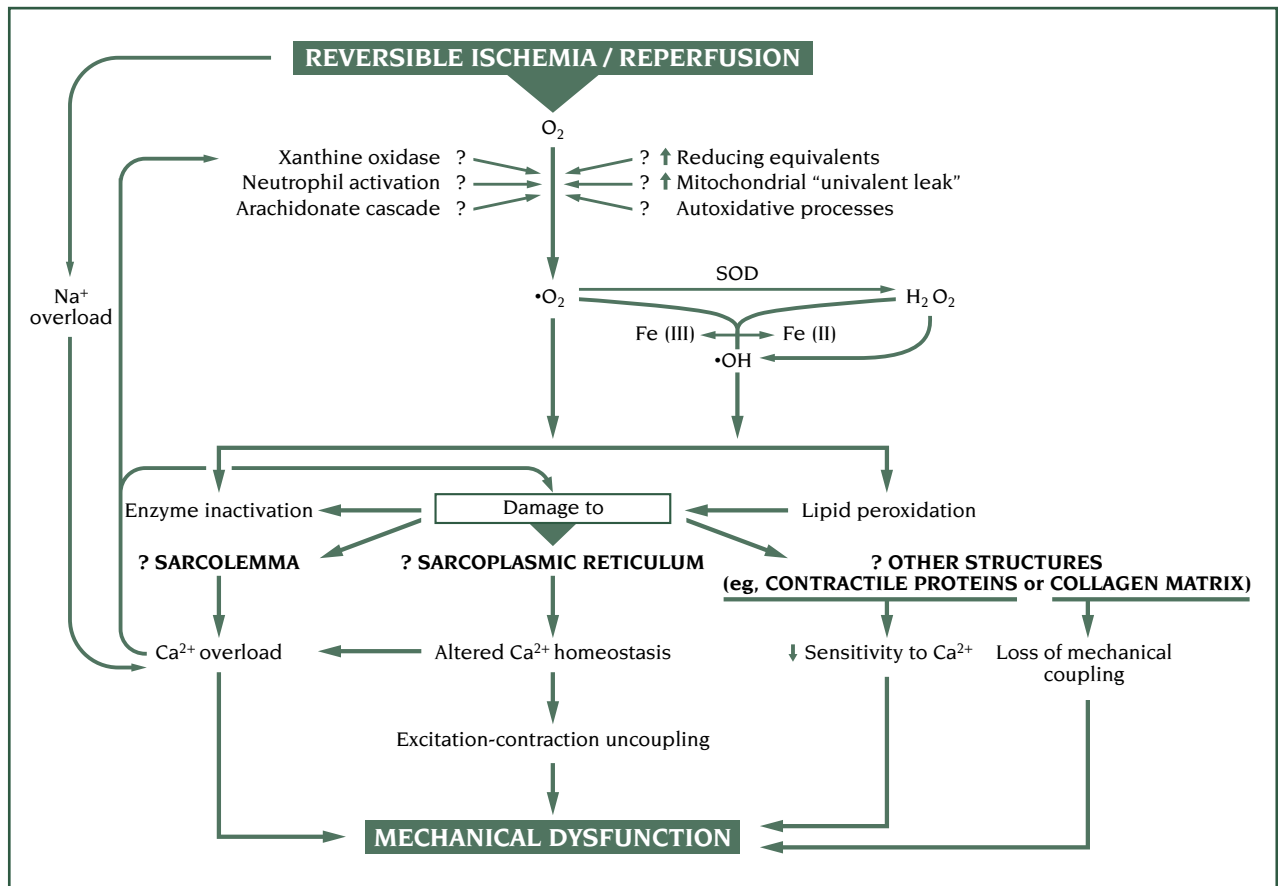 REVERSIBLE ISCHEMIA / REPERFUSION
O₂
Xanthine oxidase ?
? ↑ Reducing equivalents
Neutrophil activation ?
? ↑ Mitochondrial “univalent leak”
Arachidonate cascade ?
? Autoxidative processes
SOD
Na⁺
overload
•O₂
H₂ O₂
Fe (III)
Fe (II)
•OH
Enzyme inactivation
Damage to
Lipid peroxidation
? SARCOLEMMA
? SARCOPLASMIC RETICULUM
? OTHER STRUCTURES
(eg, CONTRACTILE PROTEINS or COLLAGEN MATRIX)
Ca²⁺ overload
Altered Ca²⁺ homeostasis
↓ Sensitivity to Ca²⁺
Loss of mechanical
coupling
Excitation-contraction uncoupling
MECHANICAL DYSFUNCTION